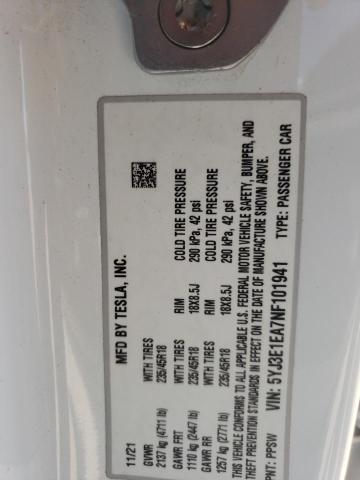 MFD BY TESLA, INC.
11/21
GVWR WITH TIRES RIM COLD TIRE PRESSURE
2137 kg (4711 lb) 235/45R18 18X8.5J 290 kPa, 42 psi
GAWR FRT WITH TIRES RIM COLD TIRE PRESSURE
1110 kg (2447 lb) 235/45R18 18X8.5J 290 kPa, 42 psi
GAWR RR
1257 kg (2771 lb)
THIS VEHICLE CONFORMS TO ALL APPLICABLE U.S. FEDERAL MOTOR VEHICLE SAFETY, BUMPER, AND
THEFT PREVENTION STANDARDS IN EFFECT ON THE DATE OF MANUFACTURE SHOWN ABOVE.
VIN: 5YJ3E1EA7NF101941 TYPE: PASSENGER CAR
PNT: PPSW